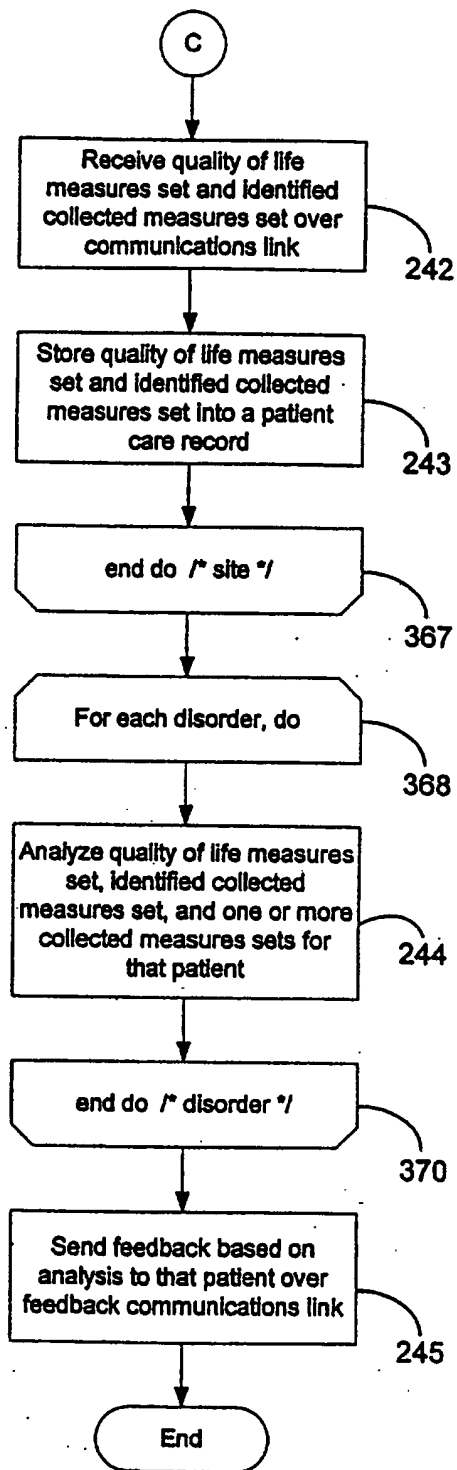 C
Receive quality of life
measures set and identified
collected measures set over
communications link
242
Store quality of life measures
set and identified collected
measures set into a patient
care record
243
end do /* site */
367
For each disorder, do
368
Analyze quality of life measures
set, identified collected
measures set, and one or more
collected measures sets for
that patient
244
end do /* disorder */
370
Send feedback based on
analysis to that patient over
feedback communications link
245
End